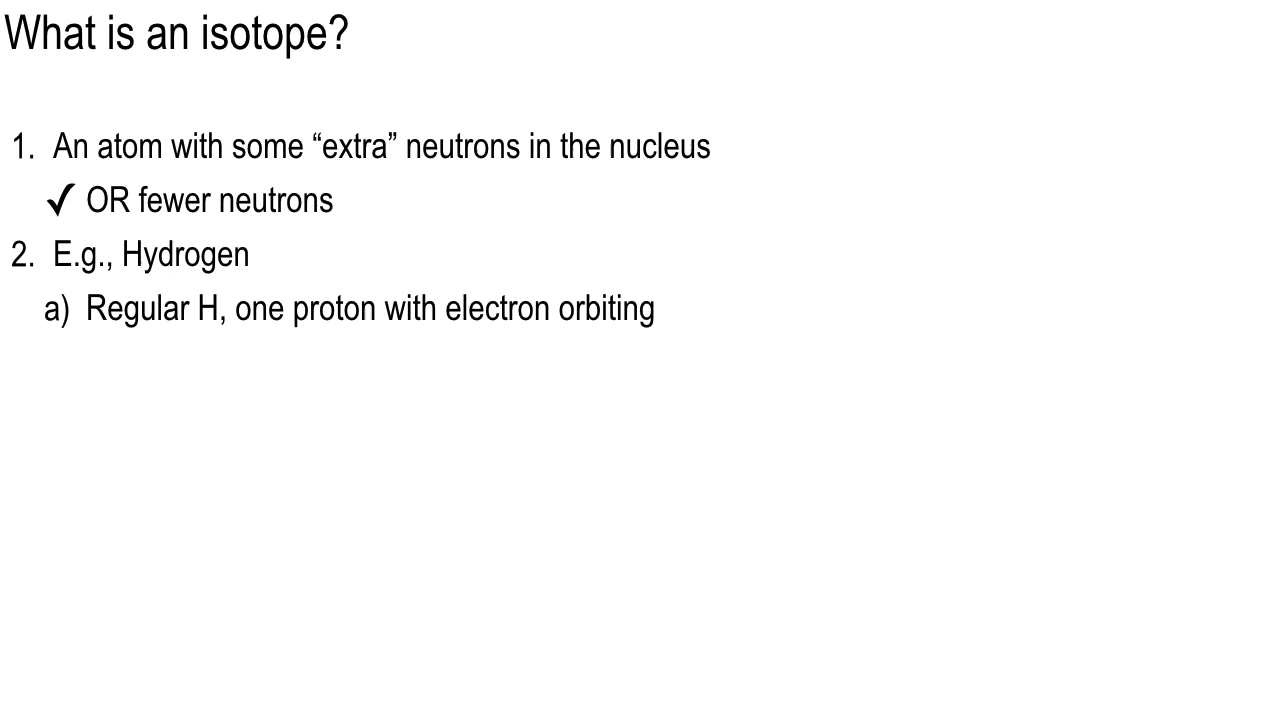 What is an isotope?
1. An atom with some “extra” neutrons in the nucleus
✓ OR fewer neutrons
2. E.g., Hydrogen
a) Regular H, one proton with electron orbiting